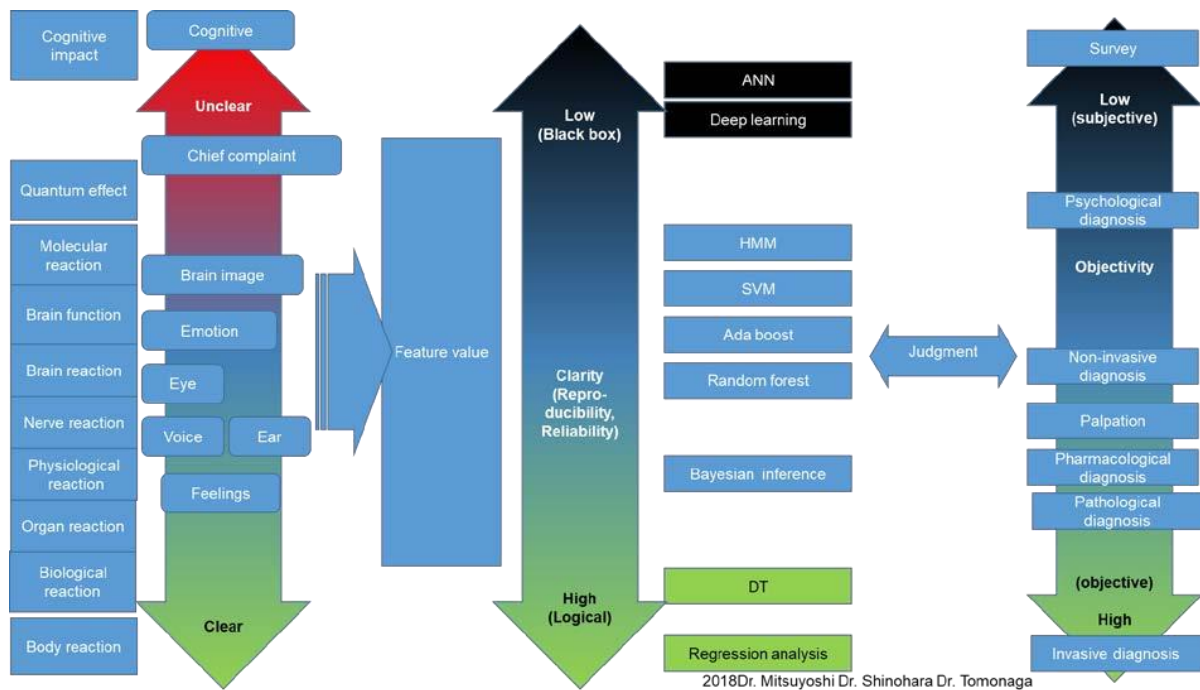 Cognitive
impact
Quantum effect
Molecular
reaction
Brain function
Brain reaction
Nerve reaction
Physiological
reaction
Organ reaction
Biological
reaction
Body reaction
Cognitive
Unclear
Chief complaint
Brain image
Emotion
Eye
Voice
Ear
Feelings
Clear
Feature value
Low
(Black box)
Clarity
(Repro-
ducibility,
Reliability)
High
(Logical)
ANN
Deep learning
HMM
SVM
Ada boost
Random forest
Bayesian inference
DT
Regression analysis
Judgment
Survey
Low
(subjective)
Psychological
diagnosis
Objectivity
Non-invasive
diagnosis
Palpation
Pharmacological
diagnosis
Pathological
diagnosis
(objective)
High
Invasive diagnosis
2018Dr. Mitsuyoshi Dr. Shinohara Dr. Tomonaga